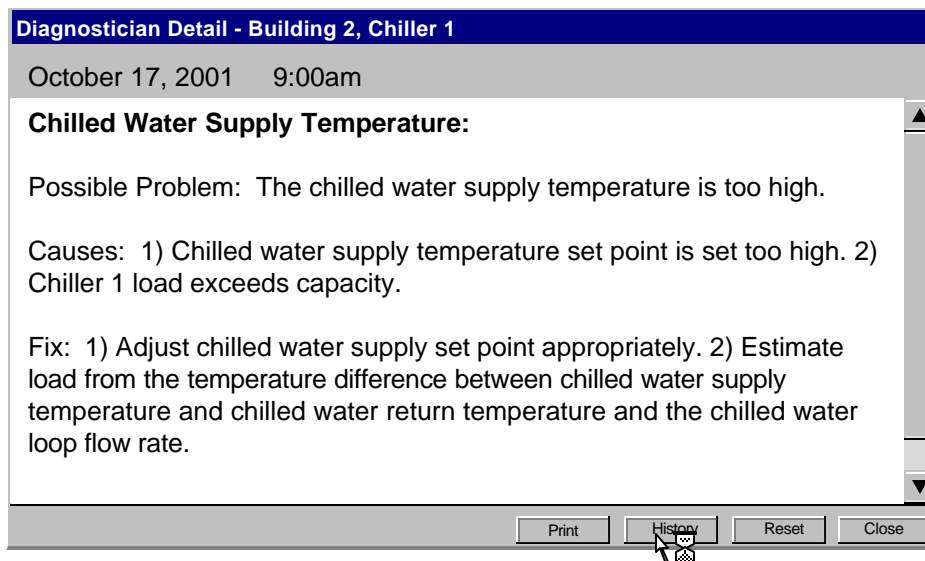 Diagnostician Detail - Building 2, Chiller 1
October 17, 2001 9:00am
Chilled Water Supply Temperature:
Possible Problem: The chilled water supply temperature is too high.
Causes: 1) Chilled water supply temperature set point is set too high. 2)
Chiller 1 load exceeds capacity.
Fix: 1) Adjust chilled water supply set point appropriately. 2) Estimate
load from the temperature difference between chilled water supply
temperature and chilled water return temperature and the chilled water
loop flow rate.
Print History Reset Close